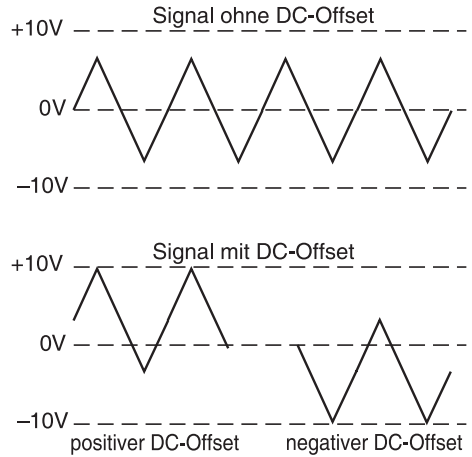 Signal ohne DC-Offset
+10V
0V
–10V
Signal mit DC-Offset
+10V
0V
–10V
positiver DC-Offset negativer DC-Offset